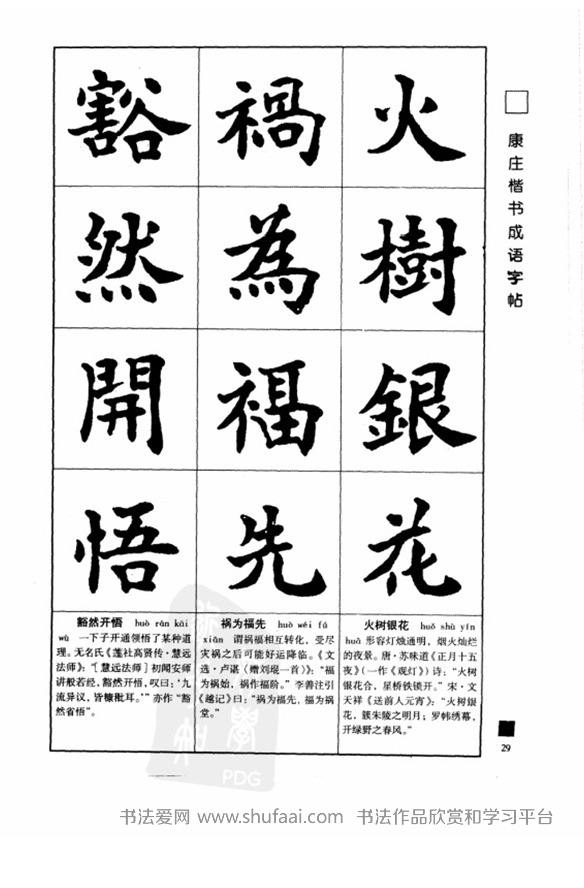 康庄楷书成语字帖
火樹銀花
禍為福先
豁然開悟
火树银花 huǒ shù yín
huā 形容灯烛通明，烟火灿烂
的夜景。唐·苏味道《正月十五
夜》（一作《观灯》）诗：“火树
银花合，星桥铁锁开。”宋·文
天祥《送前人元宵》：“火树银
花，簇朱陵之明月；罗帏绣幕，
开绿野之春风。”
祸为福先 huò wéi fú
xiān 谓祸福相互转化，受尽
灾祸之后可能好运降临。《文
选·卢谌〈赠刘琨一首〉》：“福
为祸始，祸作福阶。”李善注引
《越记》曰：“祸为福先，福为祸
堂。”
豁然开悟 huò rán kāi
wù 一下子开通领悟了某种道
理。无名氏《莲社高贤传·慧远
法师》：“［慧远法师］初闻安师
讲般若经，豁然开悟，叹曰：‘九
流异议，皆糠秕耳。’”亦作“豁
然省悟”。
29
PDG
书法爱网 www.shufaai.com 书法作品欣赏和学习平台